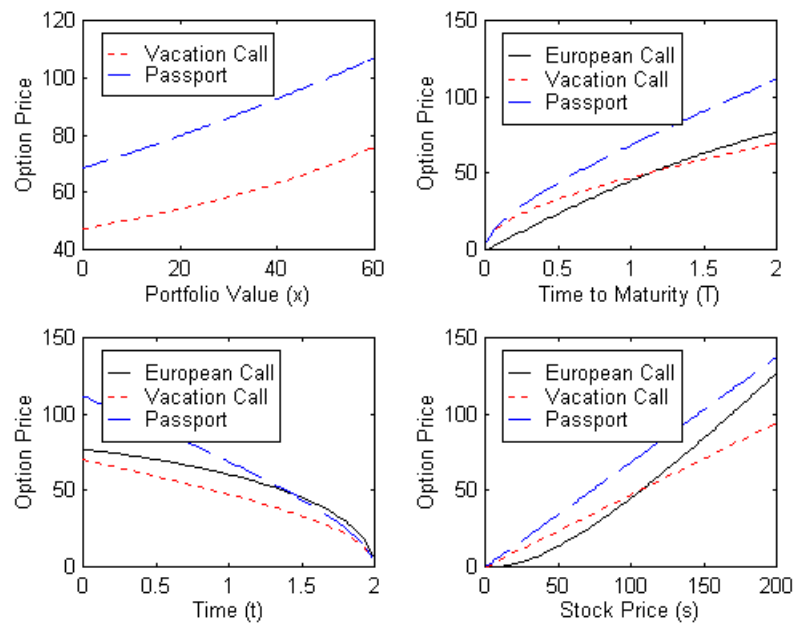 120
100
80
60
40
Option Price
Vacation Call
Passport
0
20
40
60
Portfolio Value (x)
150
100
50
0
Option Price
European Call
Vacation Call
Passport
0
0.5
1
1.5
2
Time to Maturity (T)
150
100
50
0
Option Price
European Call
Vacation Call
Passport
0
0.5
1
1.5
2
Time (t)
150
100
50
0
Option Price
European Call
Vacation Call
Passport
0
50
100
150
200
Stock Price (s)